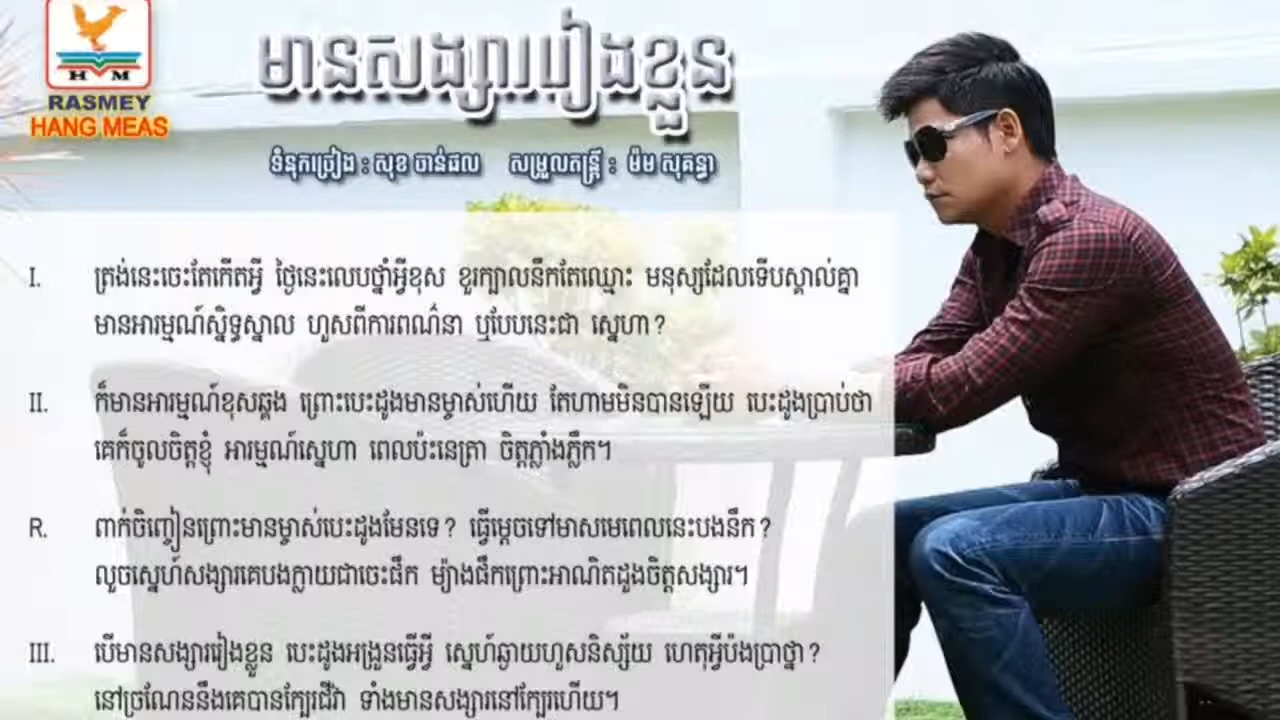 H M
RASMEY
HANG MEAS
មានសង្សាររៀងខ្លួន
ទំនុកច្រៀង : សុខ ចាន់ផល សម្រួលតន្ត្រី : ម៉ម សុគន្ធា
I. ត្រង់នេះចេះតែកើតអ្វី ថ្ងៃនេះលេបថ្នាំអ្វីខុស ខួរក្បាលនឹកតែឈ្មោះ មនុស្សដែលទើបស្គាល់គ្នា
មានអារម្មណ៍ស្និទ្ធស្នាល ហួសពីការពណ៌នា ឬបែបនេះជា ស្នេហា?
II. ក៏មានអារម្មណ៍ខុសឆ្គង ព្រោះបេះដូងមានម្ចាស់ហើយ តែហាមមិនបានឡើយ បេះដូងប្រាប់ថា
គេក៏ចូលចិត្តខ្ញុំ អារម្មណ៍ស្នេហា ពេលប៉ះនេត្រា ចិត្តភ្លាំងភ្លឹក។
R. ពាក់ចិញ្ចៀនព្រោះមានម្ចាស់បេះដូងមែនទេ? ធ្វើម្ដេចទៅមាសមេពេលនេះបងនឹក?
លួចស្នេហ៍សង្សារគេបងក្លាយជាចេះផឹក ម្យ៉ាងផឹកព្រោះអាណិតដួងចិត្តសង្សារ។
III. បើមានសង្សាររៀងខ្លួន បេះដូងអង្រួនធ្វើអ្វី ស្នេហ៍ឆ្ងាយហួសនិស្ស័យ ហេតុអ្វីប៉ងប្រាថ្នា?
នៅច្រណែននឹងគេបានក្បែរជីវ៉ា ទាំងមានសង្សារនៅក្បែរហើយ។